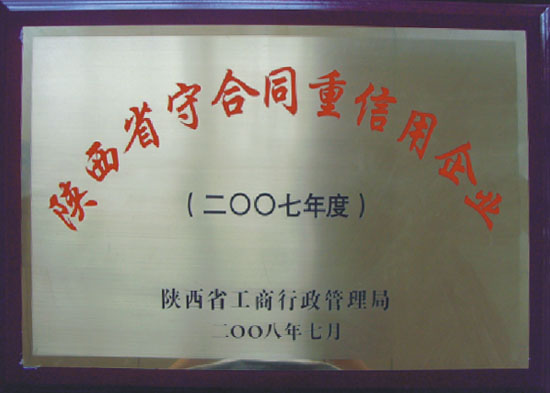 陕西省守合同重信用企业
（二〇〇七年度）
陕西省工商行政管理局
二〇〇八年七月